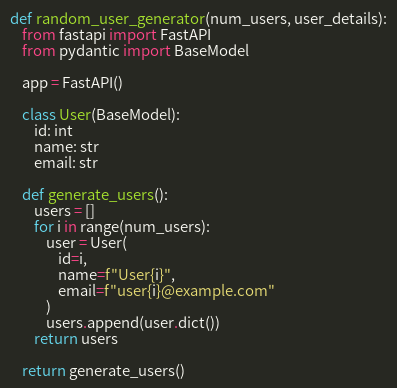 def random_user_generator(num_users, user_details):
from fastapi import FastAPI
from pydantic import BaseModel
app = FastAPI()
class User(BaseModel):
id: int
name: str
email: str
def generate_users():
users = []
for i in range(num_users):
user = User(
id=i,
name=f"User{i}",
email=f"user{i}@example.com"
)
users.append(user.dict())
return users
return generate_users()